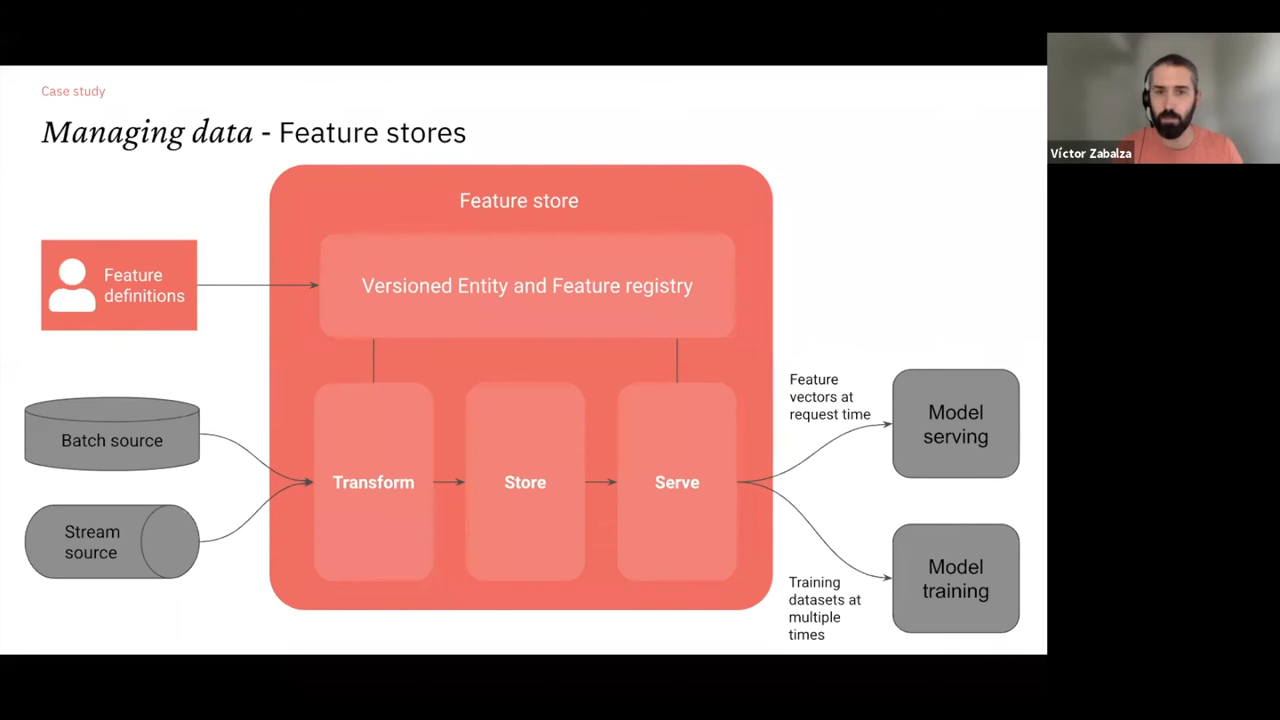 Case study
Managing data - Feature stores
Víctor Zabalza
Feature store
Feature
definitions
Versioned Entity and Feature registry
Batch source
Stream
source
Transform
Store
Serve
Feature
vectors at
request time
Model
serving
Training
datasets at
multiple
times
Model
training